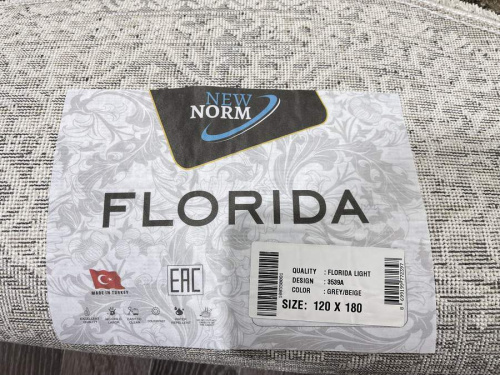 NEW
NORM
FLORIDA
MADE IN TURKEY
EAC
QUALITY : FLORIDA LIGHT
DESIGN : 3539A
COLOR : GREY/BEIGE
SIZE: 120 X 180